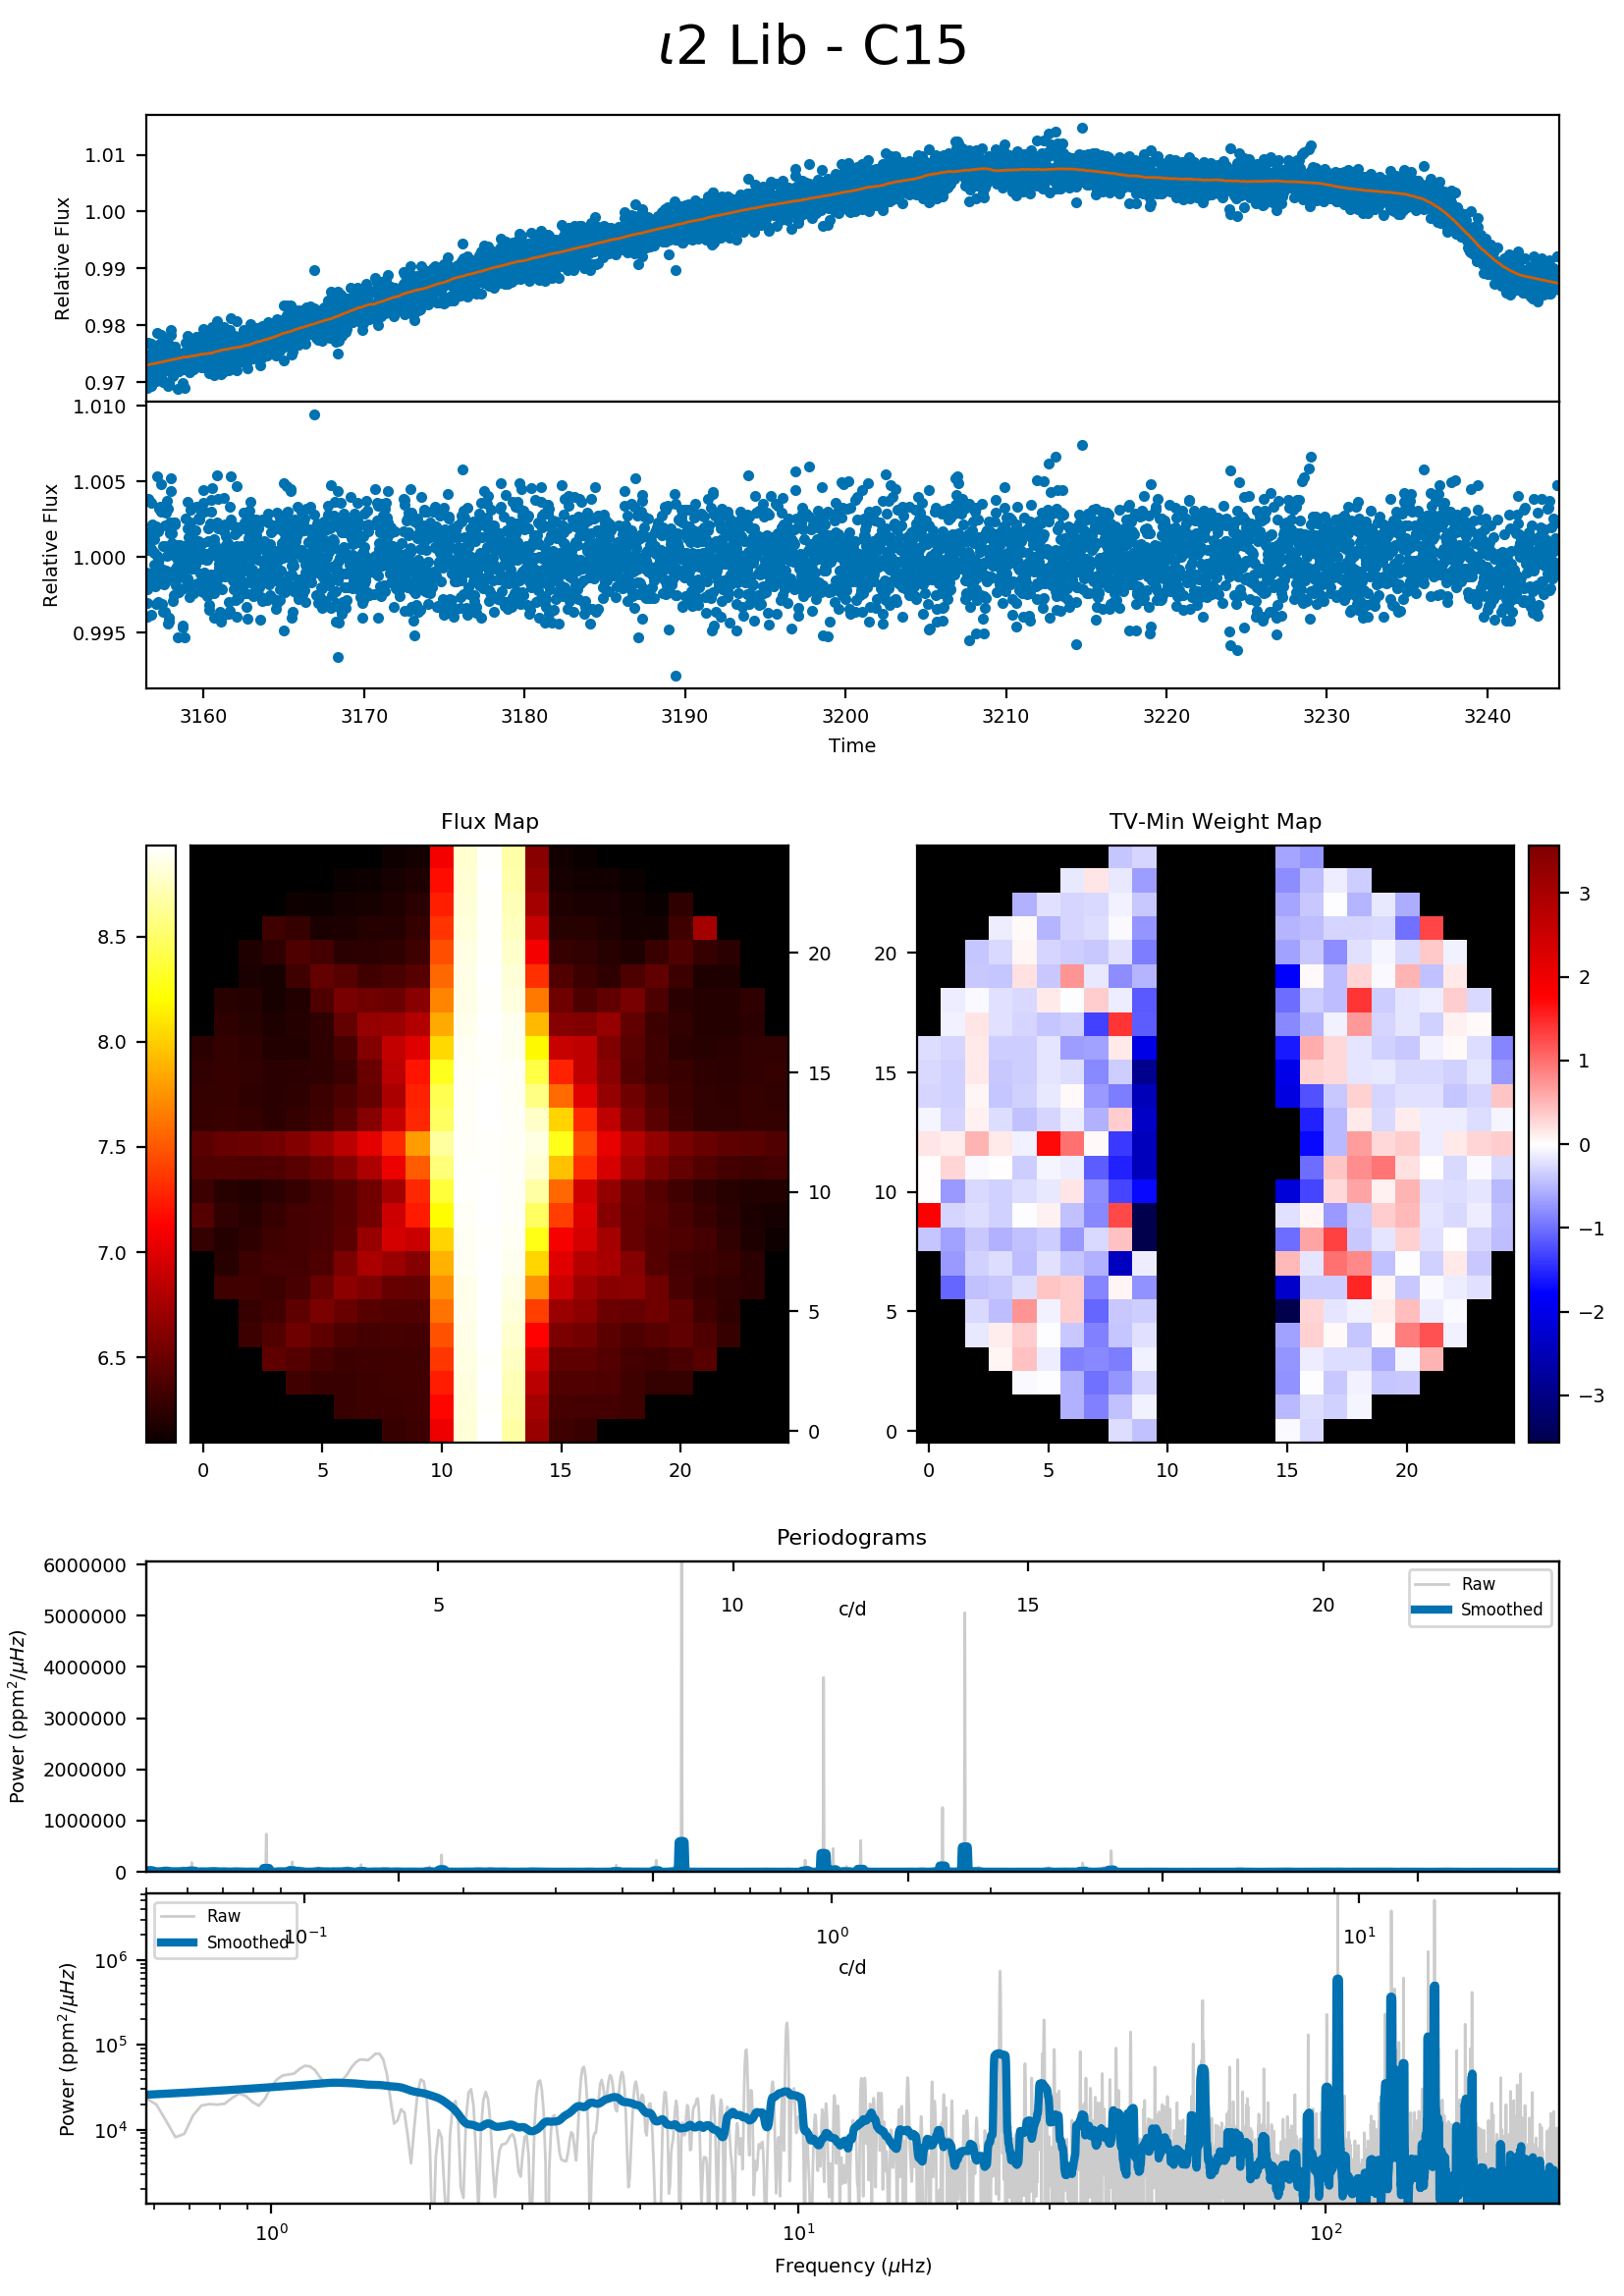 ι2 Lib - C15
1.01
1.00
0.99
0.98
0.97
Relative Flux
1.010
1.005
1.000
0.995
Relative Flux
3160 3170 3180 3190 3200 3210 3220 3230 3240
Time
Flux Map
8.5
8.0
7.5
7.0
6.5
20
15
10
5
0
0 5 10 15 20
TV-Min Weight Map
20
15
10
5
0
0 5 10 15 20
3
2
1
0
−1
−2
−3
Periodograms
6000000
5000000
4000000
3000000
2000000
1000000
0
Power (ppm²/μHz)
5 10 15 20
c/d
Raw
Smoothed
Raw
Smoothed
10⁻¹ 10⁰ 10¹
c/d
10⁶
10⁵
10⁴
Power (ppm²/μHz)
10⁰ 10¹ 10²
Frequency (μHz)